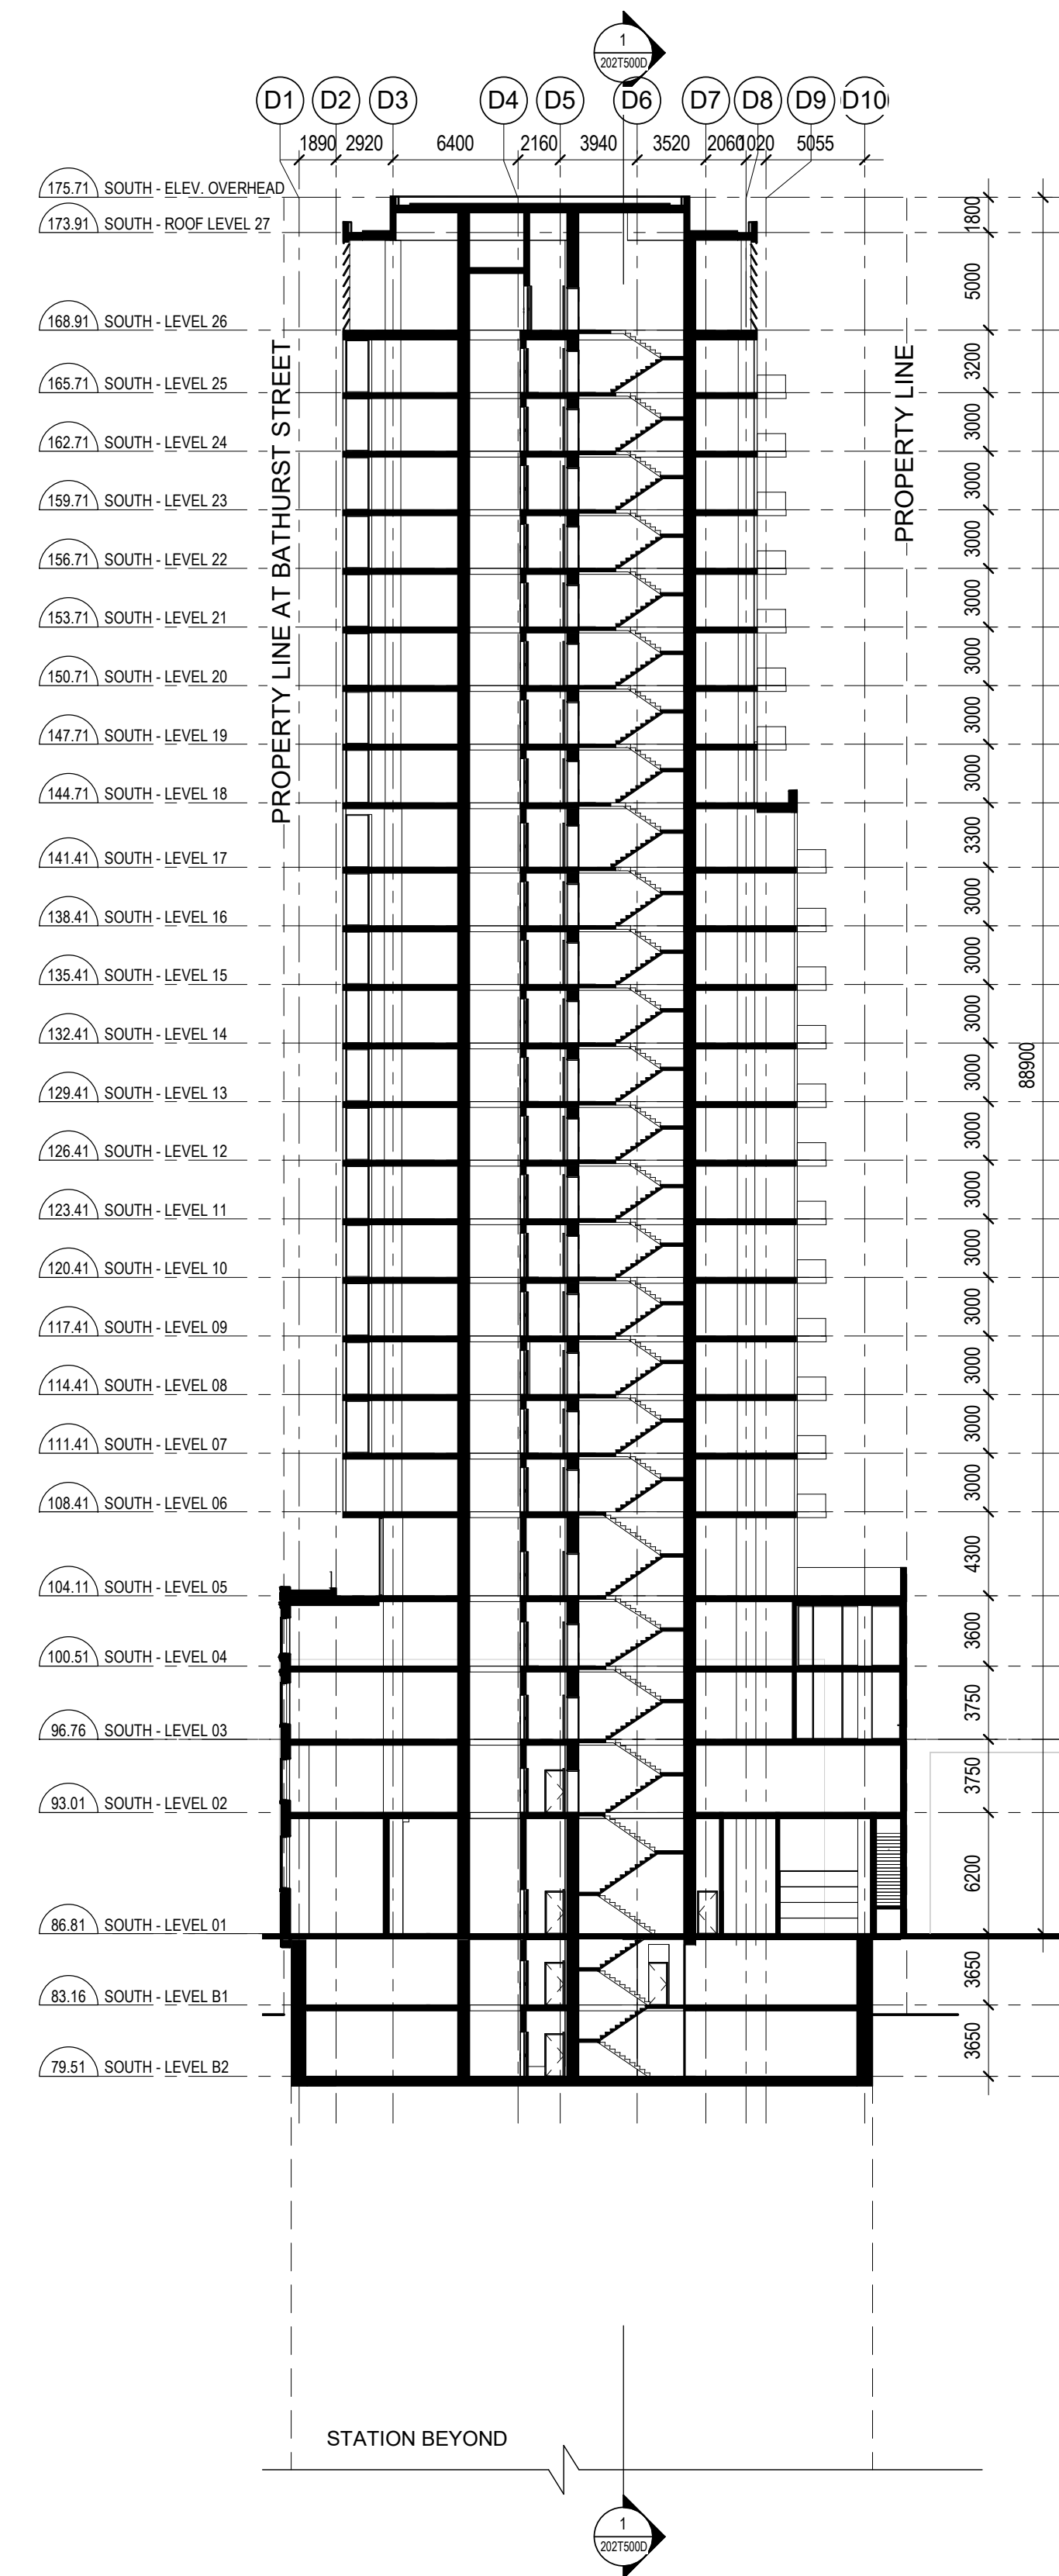 1
202T500D
D1 D2 D3 D4 D5 D6 D7 D8 D9 D10
1890 2920 6400 2160 3940 3520 2060 1020 5055
175.71 SOUTH - ELEV. OVERHEAD
1800
173.91 SOUTH - ROOF LEVEL 27
5000
168.91 SOUTH - LEVEL 26
3200
165.71 SOUTH - LEVEL 25
3000
162.71 SOUTH - LEVEL 24
3000
159.71 SOUTH - LEVEL 23
3000
156.71 SOUTH - LEVEL 22
3000
153.71 SOUTH - LEVEL 21
3000
150.71 SOUTH - LEVEL 20
3000
147.71 SOUTH - LEVEL 19
3000
144.71 SOUTH - LEVEL 18
3300
141.41 SOUTH - LEVEL 17
3000
138.41 SOUTH - LEVEL 16
3000
135.41 SOUTH - LEVEL 15
3000
132.41 SOUTH - LEVEL 14
3000
129.41 SOUTH - LEVEL 13
3000
126.41 SOUTH - LEVEL 12
3000
123.41 SOUTH - LEVEL 11
3000
120.41 SOUTH - LEVEL 10
3000
117.41 SOUTH - LEVEL 09
3000
114.41 SOUTH - LEVEL 08
3000
111.41 SOUTH - LEVEL 07
3000
108.41 SOUTH - LEVEL 06
4300
104.11 SOUTH - LEVEL 05
3600
100.51 SOUTH - LEVEL 04
3750
96.76 SOUTH - LEVEL 03
3750
93.01 SOUTH - LEVEL 02
6200
86.81 SOUTH - LEVEL 01
3650
83.16 SOUTH - LEVEL B1
3650
79.51 SOUTH - LEVEL B2
PROPERTY LINE AT BATHURST STREET
PROPERTY LINE
88900
STATION BEYOND
1
202T500D